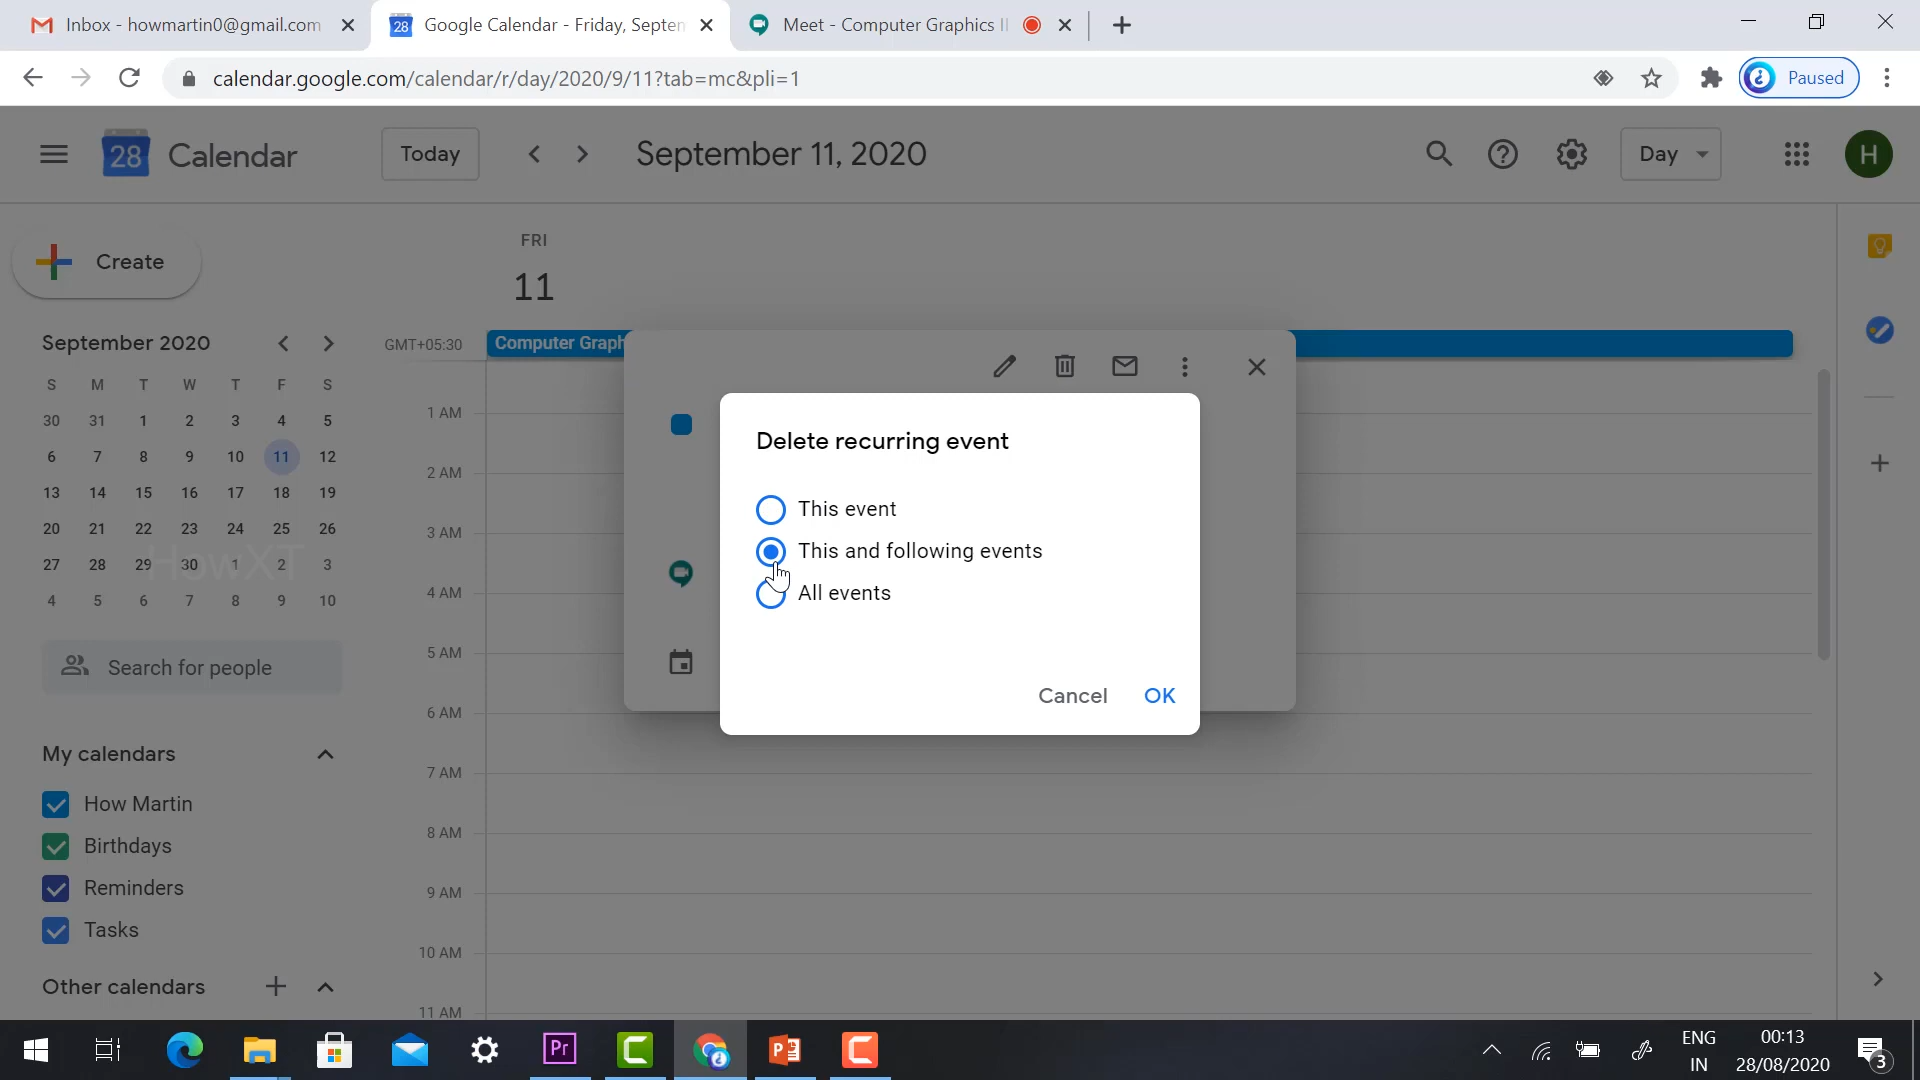 Inbox - howmartin0@gmail.com
Google Calendar - Friday, Septem
Meet - Computer Graphics II
calendar.google.com/calendar/r/day/2020/9/11?tab=mc&pli=1
Paused
28
Calendar
Today
September 11, 2020
Day
H
Create
FRI
11
September 2020
GMT+05:30
Computer Graph
S M T W T F S
30 31 1 2 3 4 5
6 7 8 9 10 11 12
13 14 15 16 17 18 19
20 21 22 23 24 25 26
27 28 29 30 1 2 3
4 5 6 7 8 9 10
HowXT
1 AM
2 AM
3 AM
4 AM
5 AM
6 AM
7 AM
8 AM
9 AM
10 AM
11 AM
Delete recurring event
This event
This and following events
All events
Cancel
OK
Search for people
My calendars
How Martin
Birthdays
Reminders
Tasks
Other calendars
Pr
ENG
IN
00:13
28/08/2020
3